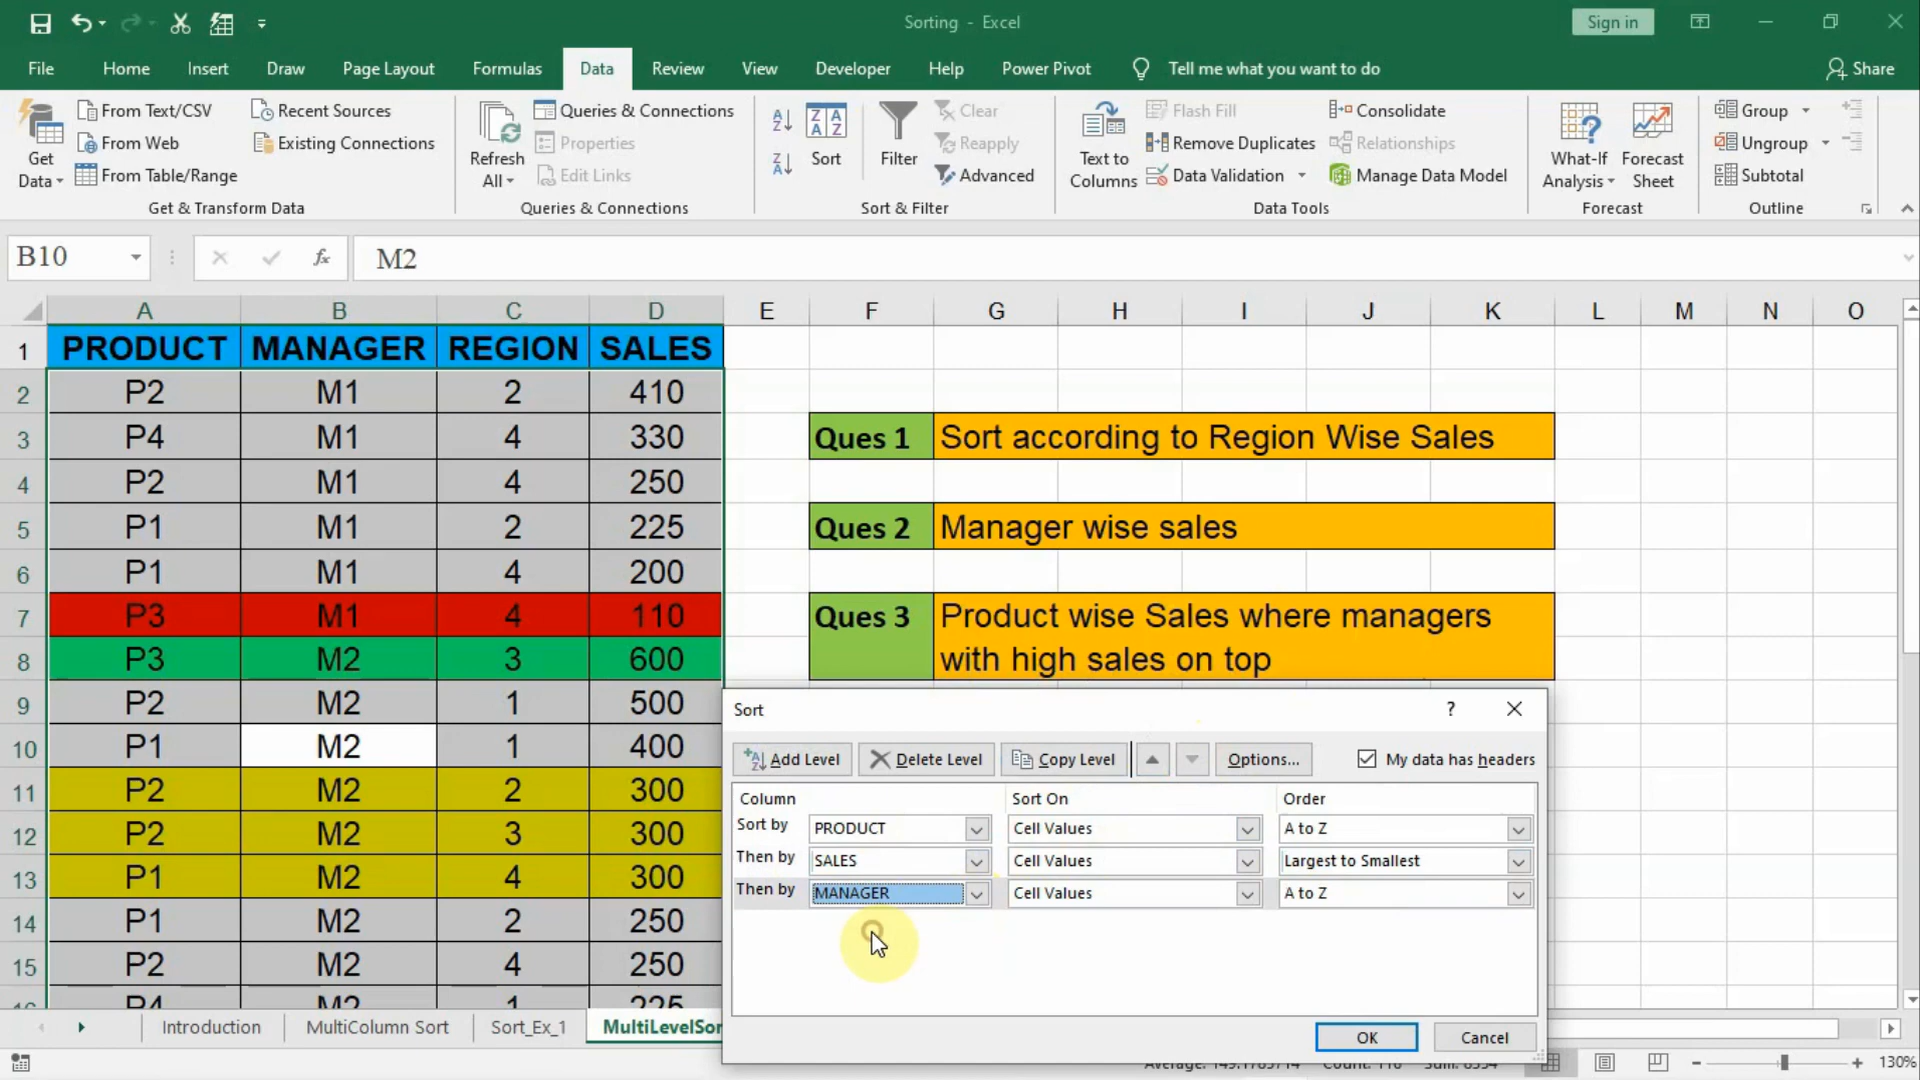 Sorting - Excel
Sign in
File Home Insert Draw Page Layout Formulas Data Review View Developer Help Power Pivot Tell me what you want to do Share
Get Data
From Text/CSV
From Web
From Table/Range
Recent Sources
Existing Connections
Get & Transform Data
Refresh All
Queries & Connections
Properties
Edit Links
Queries & Connections
Sort
Filter
Clear
Reapply
Advanced
Sort & Filter
Text to Columns
Flash Fill
Remove Duplicates
Data Validation
Consolidate
Relationships
Manage Data Model
Data Tools
What-If Analysis
Forecast Sheet
Forecast
Group
Ungroup
Subtotal
Outline
B10 fx M2
A B C D E F G H I J K L M N O
1 PRODUCT MANAGER REGION SALES
2 P2 M1 2 410
3 P4 M1 4 330
4 P2 M1 4 250
5 P1 M1 2 225
6 P1 M1 4 200
7 P3 M1 4 110
8 P3 M2 3 600
9 P2 M2 1 500
10 P1 M2 1 400
11 P2 M2 2 300
12 P2 M2 3 300
13 P1 M2 4 300
14 P1 M2 2 250
15 P2 M2 4 250
16 P4 M2 1 225
Ques 1 Sort according to Region Wise Sales
Ques 2 Manager wise sales
Ques 3 Product wise Sales where managers
with high sales on top
Sort ?
Add Level Delete Level Copy Level Options... My data has headers
Column Sort On Order
Sort by PRODUCT Cell Values A to Z
Then by SALES Cell Values Largest to Smallest
Then by MANAGER Cell Values A to Z
OK Cancel
Introduction MultiColumn Sort Sort_Ex_1 MultiLevelSor
130%